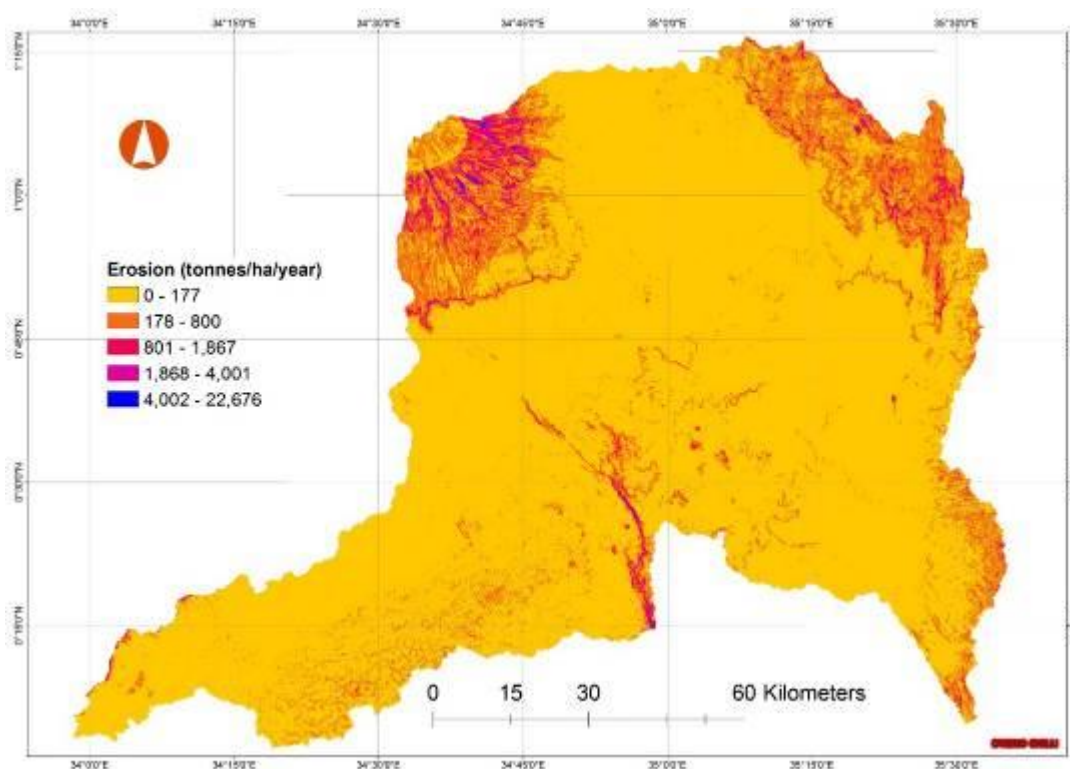 34°0'0"E 34°15'0"E 34°30'0"E 34°45'0"E 35°0'0"E 35°15'0"E 35°30'0"E
1°15'0"N
1°0'0"N
Erosion (tonnes/ha/year)
0 - 177
178 - 800
801 - 1,867
1,868 - 4,001
4,002 - 22,676
0°45'0"N
0°30'0"N
0°15'0"N
0 15 30 60 Kilometers
34°0'0"E 34°15'0"E 34°30'0"E 34°45'0"E 35°0'0"E 35°15'0"E 35°30'0"E